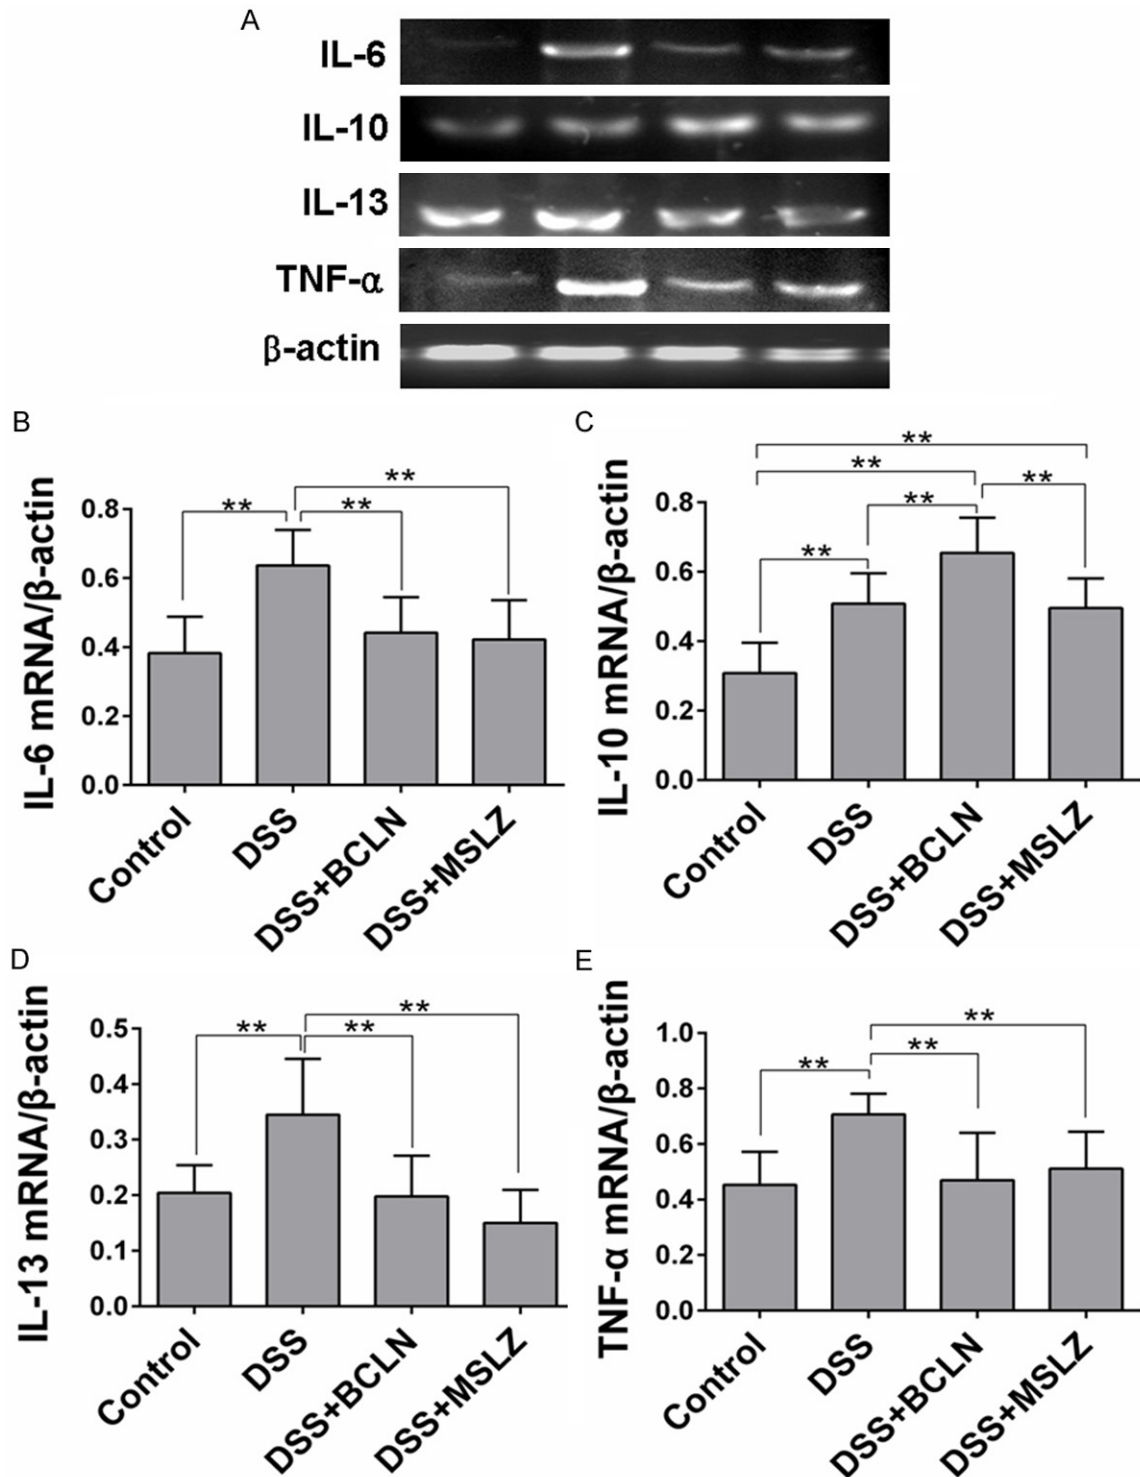 A
IL-6
IL-10
IL-13
TNF-α
β-actin
B
IL-6 mRNA/β-actin
0.8
0.6
0.4
0.2
0.0
**
**
**
Control
DSS
DSS+BCLN
DSS+MSLZ
C
IL-10 mRNA/β-actin
0.8
0.6
0.4
0.2
0.0
**
**
**
**
**
Control
DSS
DSS+BCLN
DSS+MSLZ
D
IL-13 mRNA/β-actin
0.5
0.4
0.3
0.2
0.1
0.0
**
**
**
Control
DSS
DSS+BCLN
DSS+MSLZ
E
TNF-α mRNA/β-actin
1.0
0.8
0.6
0.4
0.2
0.0
**
**
**
Control
DSS
DSS+BCLN
DSS+MSLZ